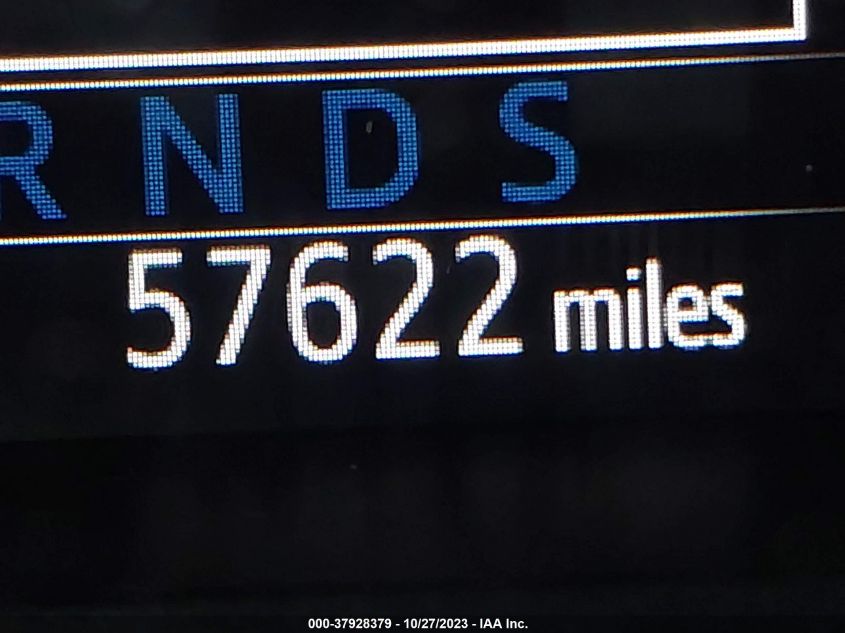 R N D S
57622 miles
000-37928379 - 10/27/2023 - IAA Inc.